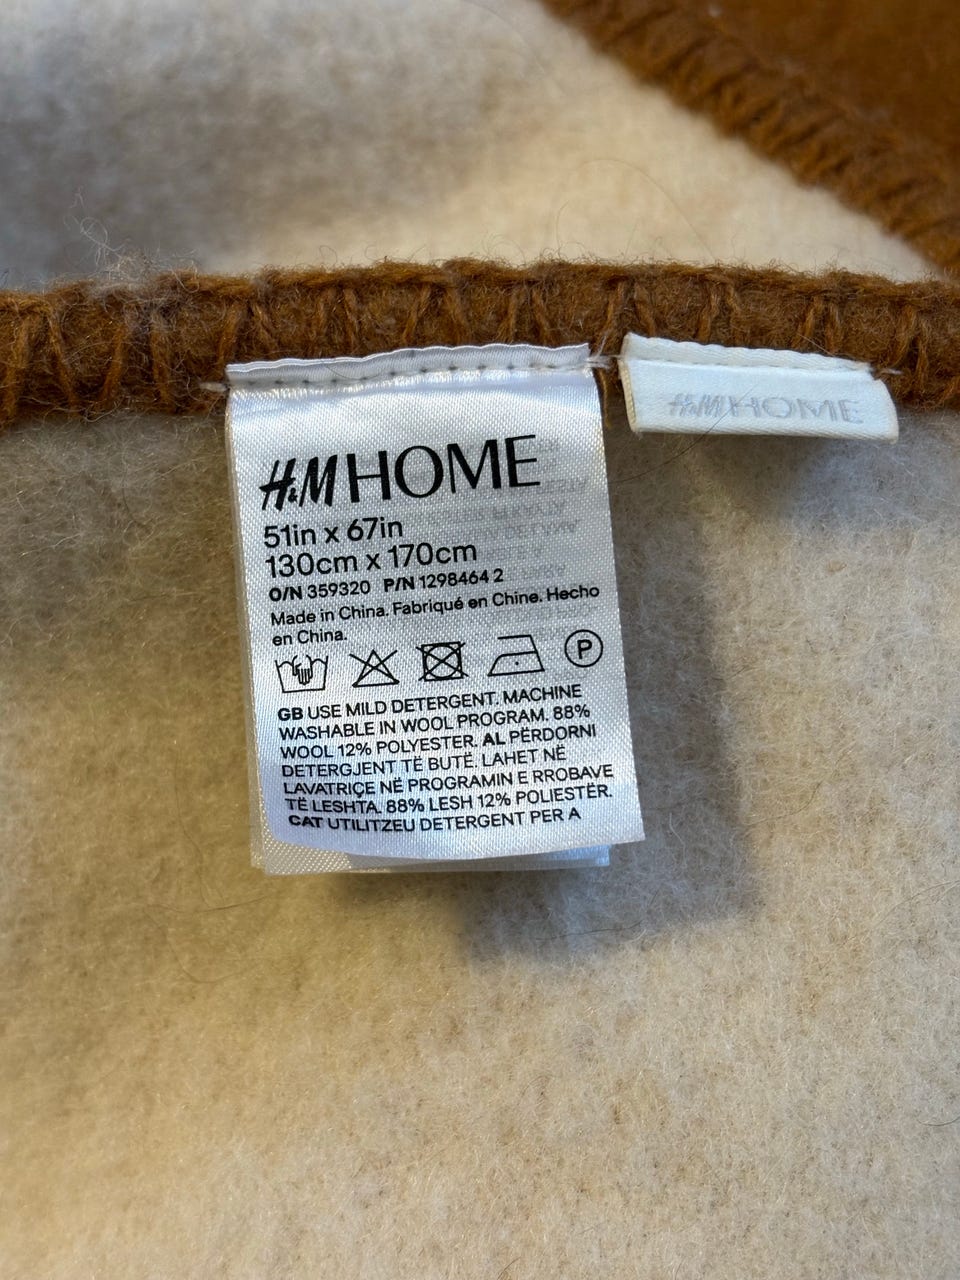 H&M HOME
51in x 67in
130cm x 170cm
O/N 359320 P/N 1298464 2
Made in China. Fabriqué en Chine. Hecho
en China.
P
GB USE MILD DETERGENT. MACHINE
WASHABLE IN WOOL PROGRAM. 88%
WOOL 12% POLYESTER. AL PËRDORNI
DETERGJENT TË BUTË. LAHET NË
LAVATRIÇE NË PROGRAMIN E RROBAVE
TË LESHTA. 88% LESH 12% POLIESTËR.
CAT UTILITZEU DETERGENT PER A
H&M HOME